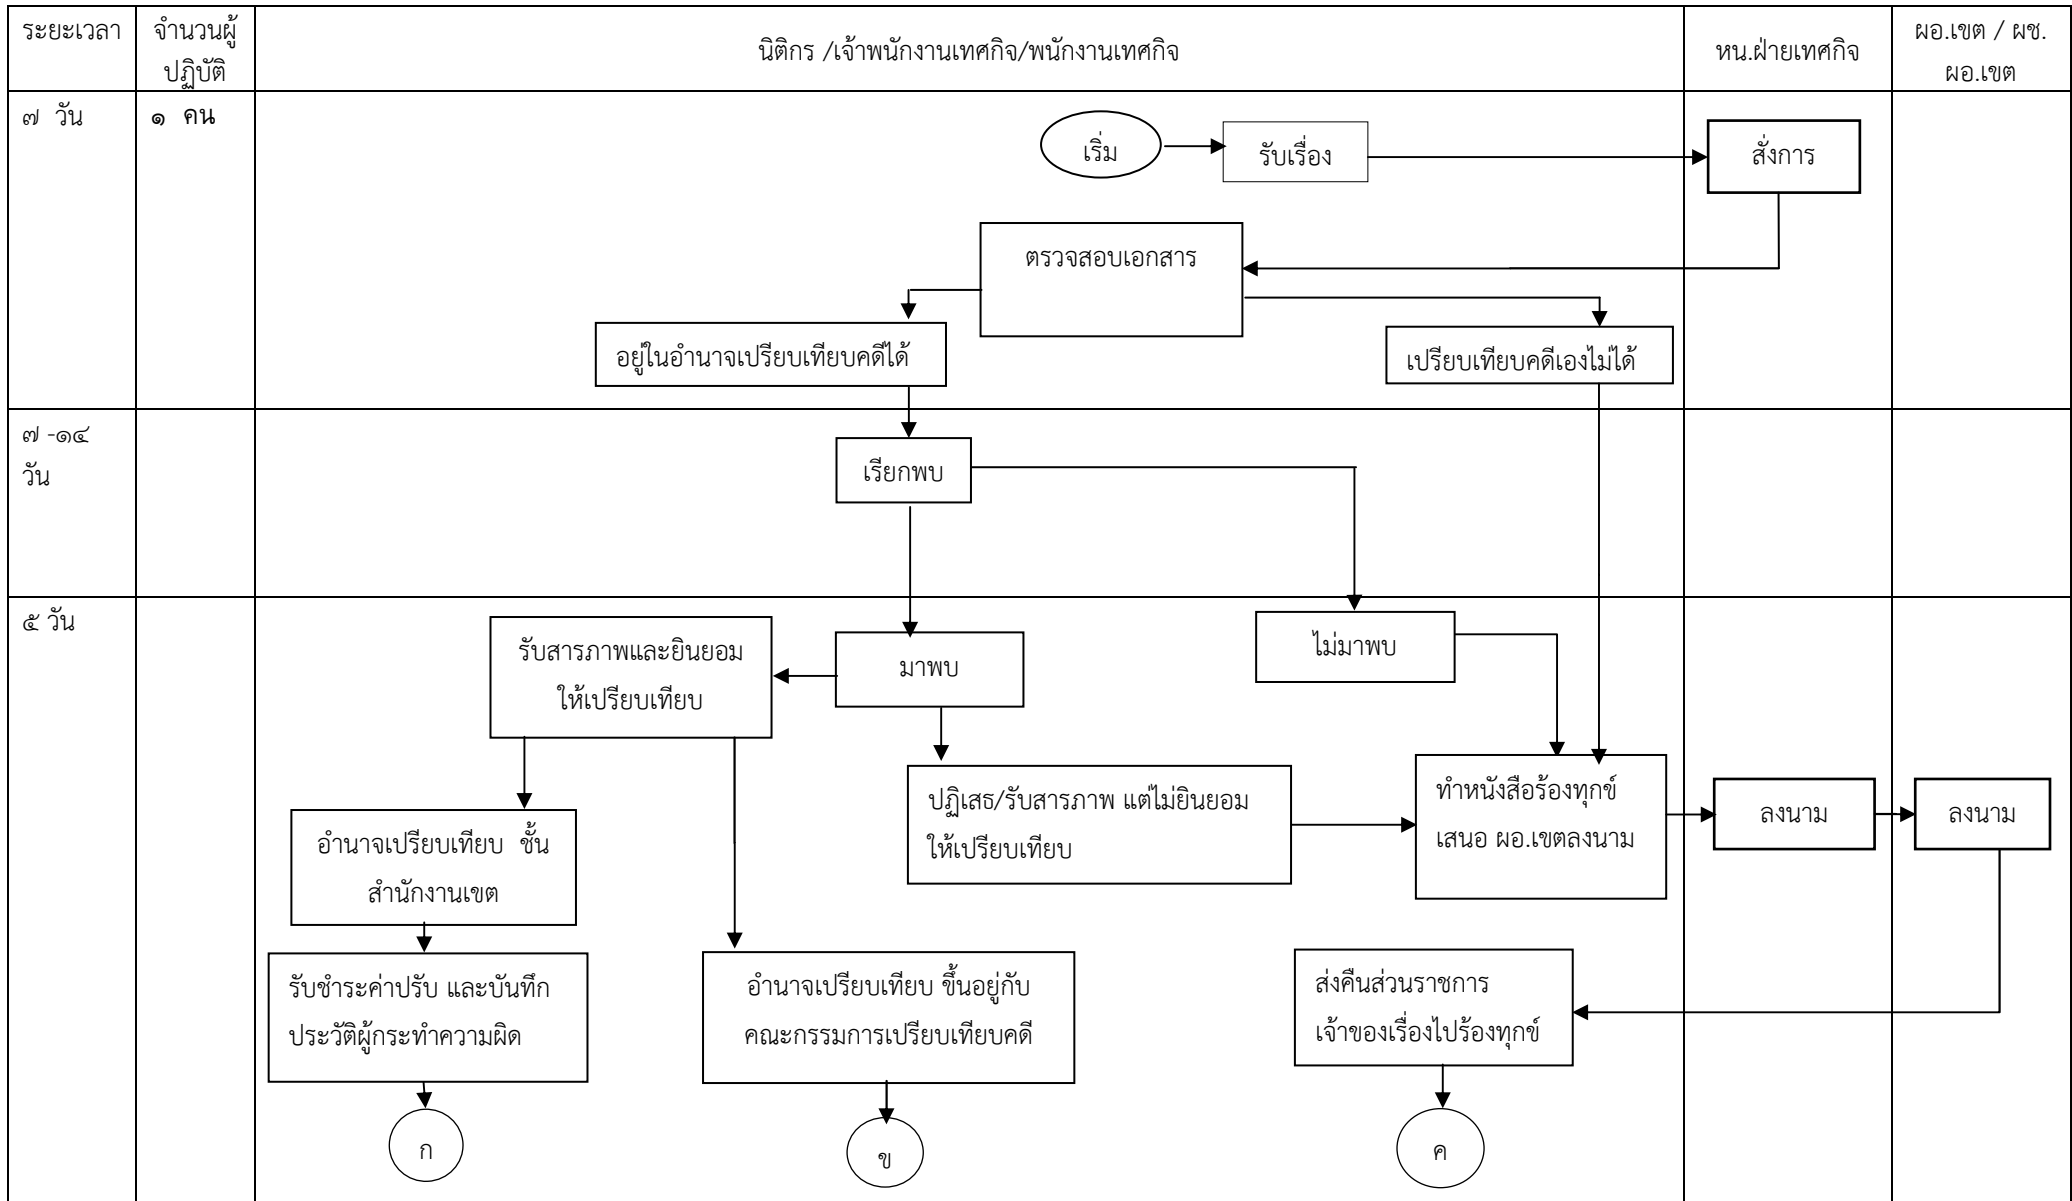 ระยะเวลา
จำนวนผู้
ปฏิบัติ
นิติกร /เจ้าพนักงานเทศกิจ/พนักงานเทศกิจ
หน.ฝ่ายเทศกิจ
ผอ.เขต / ผช.
ผอ.เขต
๗ วัน
๑ คน
เริ่ม
รับเรื่อง
สั่งการ
ตรวจสอบเอกสาร
อยู่ในอำนาจเปรียบเทียบคดีได้
เปรียบเทียบคดีเองไม่ได้
๗ -๑๔
วัน
เรียกพบ
๕ วัน
รับสารภาพและยินยอม
ให้เปรียบเทียบ
มาพบ
ไม่มาพบ
ปฏิเสธ/รับสารภาพ แต่ไม่ยินยอม
ให้เปรียบเทียบ
ทำหนังสือร้องทุกข์
เสนอ ผอ.เขตลงนาม
ลงนาม
ลงนาม
อำนาจเปรียบเทียบ ชั้น
สำนักงานเขต
รับชำระค่าปรับ และบันทึก
ประวัติผู้กระทำความผิด
อำนาจเปรียบเทียบ ขึ้นอยู่กับ
คณะกรรมการเปรียบเทียบคดี
ส่งคืนส่วนราชการ
เจ้าของเรื่องไปร้องทุกข์
ก
ข
ค